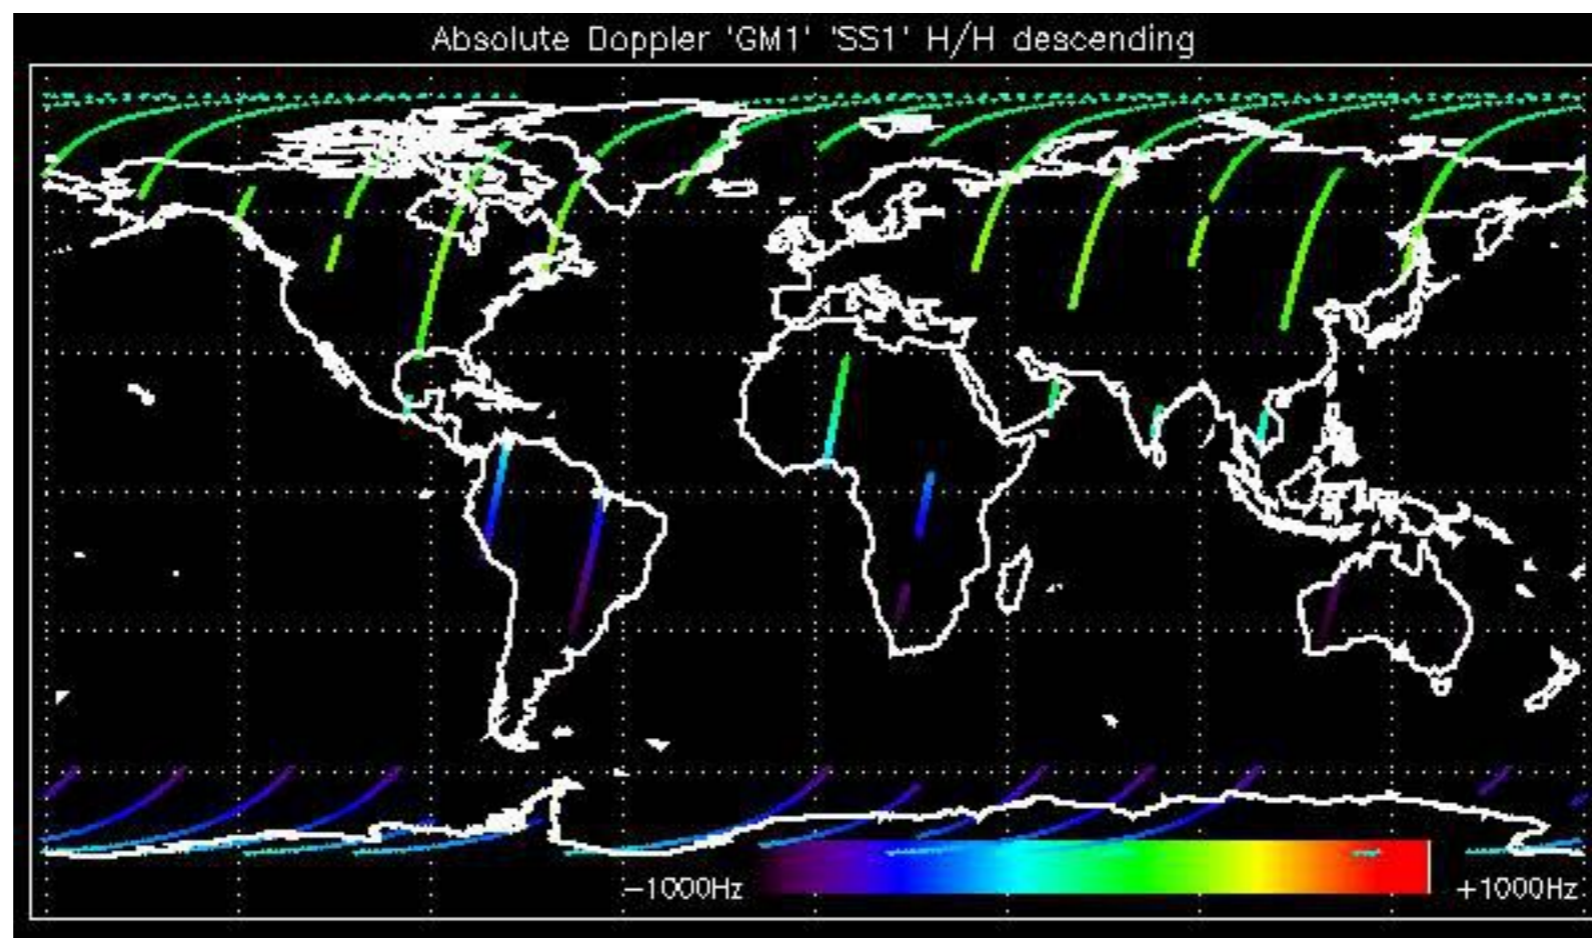 Absolute Doppler 'GM1' 'SS1' H/H descending
-1000Hz +1000Hz